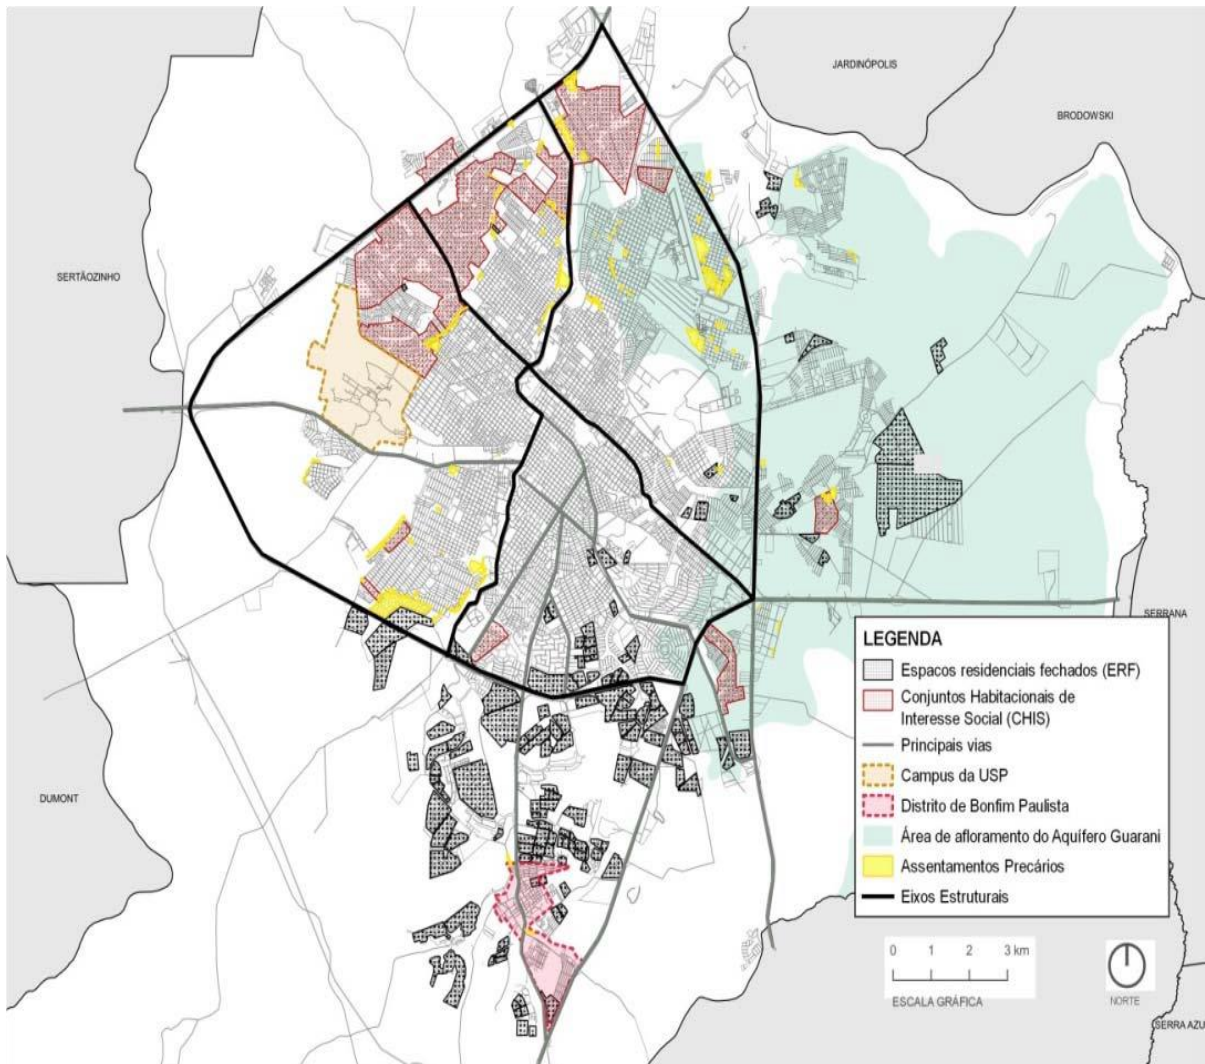 JARDINÓPOLIS
BRODOWSKI
SERTÃOZINHO
SERRANA
LEGENDA
Espacos residenciais fechados (ERF)
Conjuntos Habitacionais de
Interesse Social (CHIS)
Principais vias
Campus da USP
Distrito de Bonfim Paulista
Área de afloramento do Aquífero Guarani
Assentamentos Precários
Eixos Estruturais
DUMONT
0 1 2 3 km
ESCALA GRÁFICA
NORTE
SERRA AZU